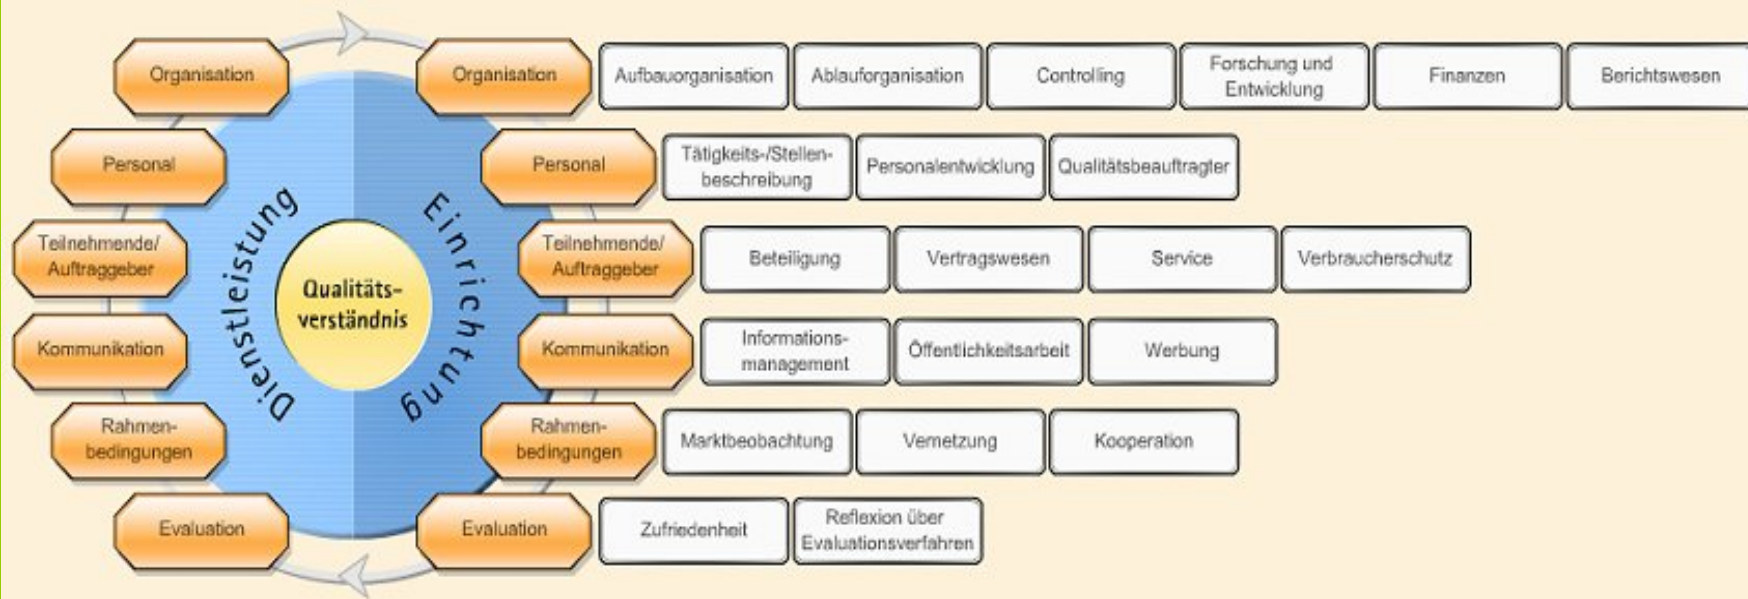 Organisation
Organisation
Aufbauorganisation
Ablauforganisation
Controlling
Forschung und
Entwicklung
Finanzen
Berichtswesen
Personal
Personal
Tätigkeits-/Stellen-
beschreibung
Personalentwicklung
Qualitätsbeauftragter
Teilnehmende/
Auftraggeber
Teilnehmende/
Auftraggeber
Beteiligung
Vertragswesen
Service
Verbraucherschutz
Dienstleistung
Qualitäts-
verständnis
Einrichtung
Kommunikation
Kommunikation
Informations-
management
Öffentlichkeitsarbeit
Werbung
Rahmen-
bedingungen
Rahmen-
bedingungen
Marktbeobachtung
Vernetzung
Kooperation
Evaluation
Evaluation
Zufriedenheit
Reflexion über
Evaluationsverfahren